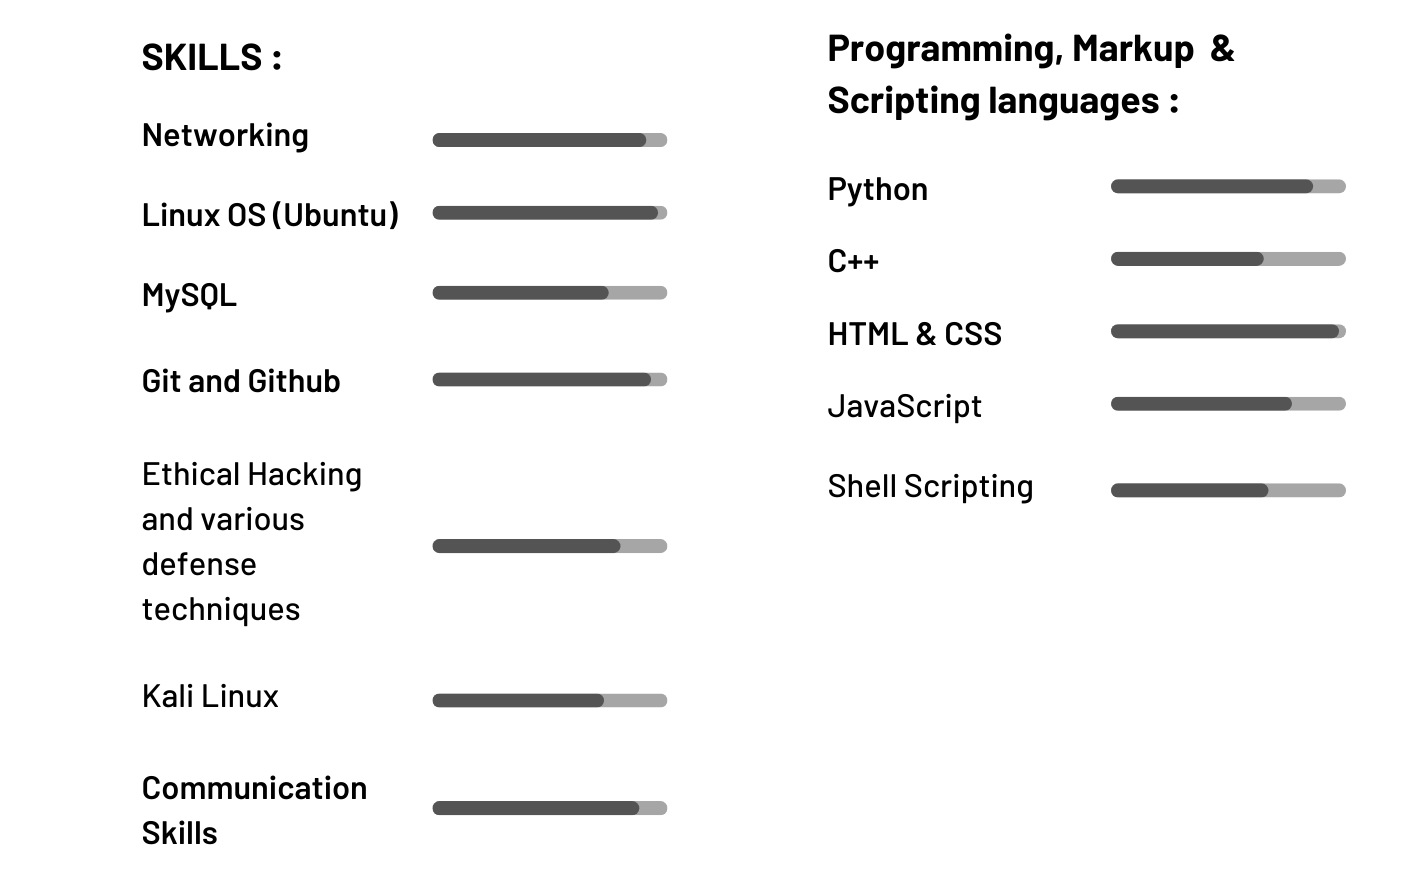 SKILLS :
Networking
Linux OS (Ubuntu)
MySQL
Git and Github
Ethical Hacking
and various
defense
techniques
Kali Linux
Communication
Skills
Programming, Markup  &
Scripting languages :
Python
C++
HTML & CSS
JavaScript
Shell Scripting